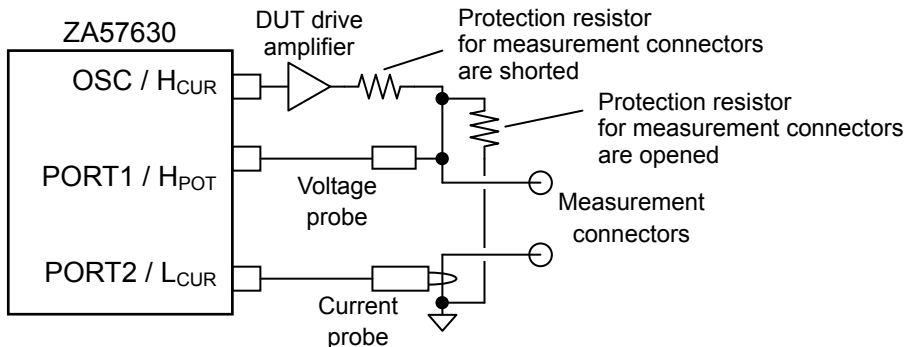 ZA57630
DUT drive
amplifier
Protection resistor
for measurement connectors
are shorted
OSC / HCUR
Protection resistor
for measurement connectors
are opened
PORT1 / HPOT
Voltage
probe
Measurement
connectors
PORT2 / LCUR
Current
probe